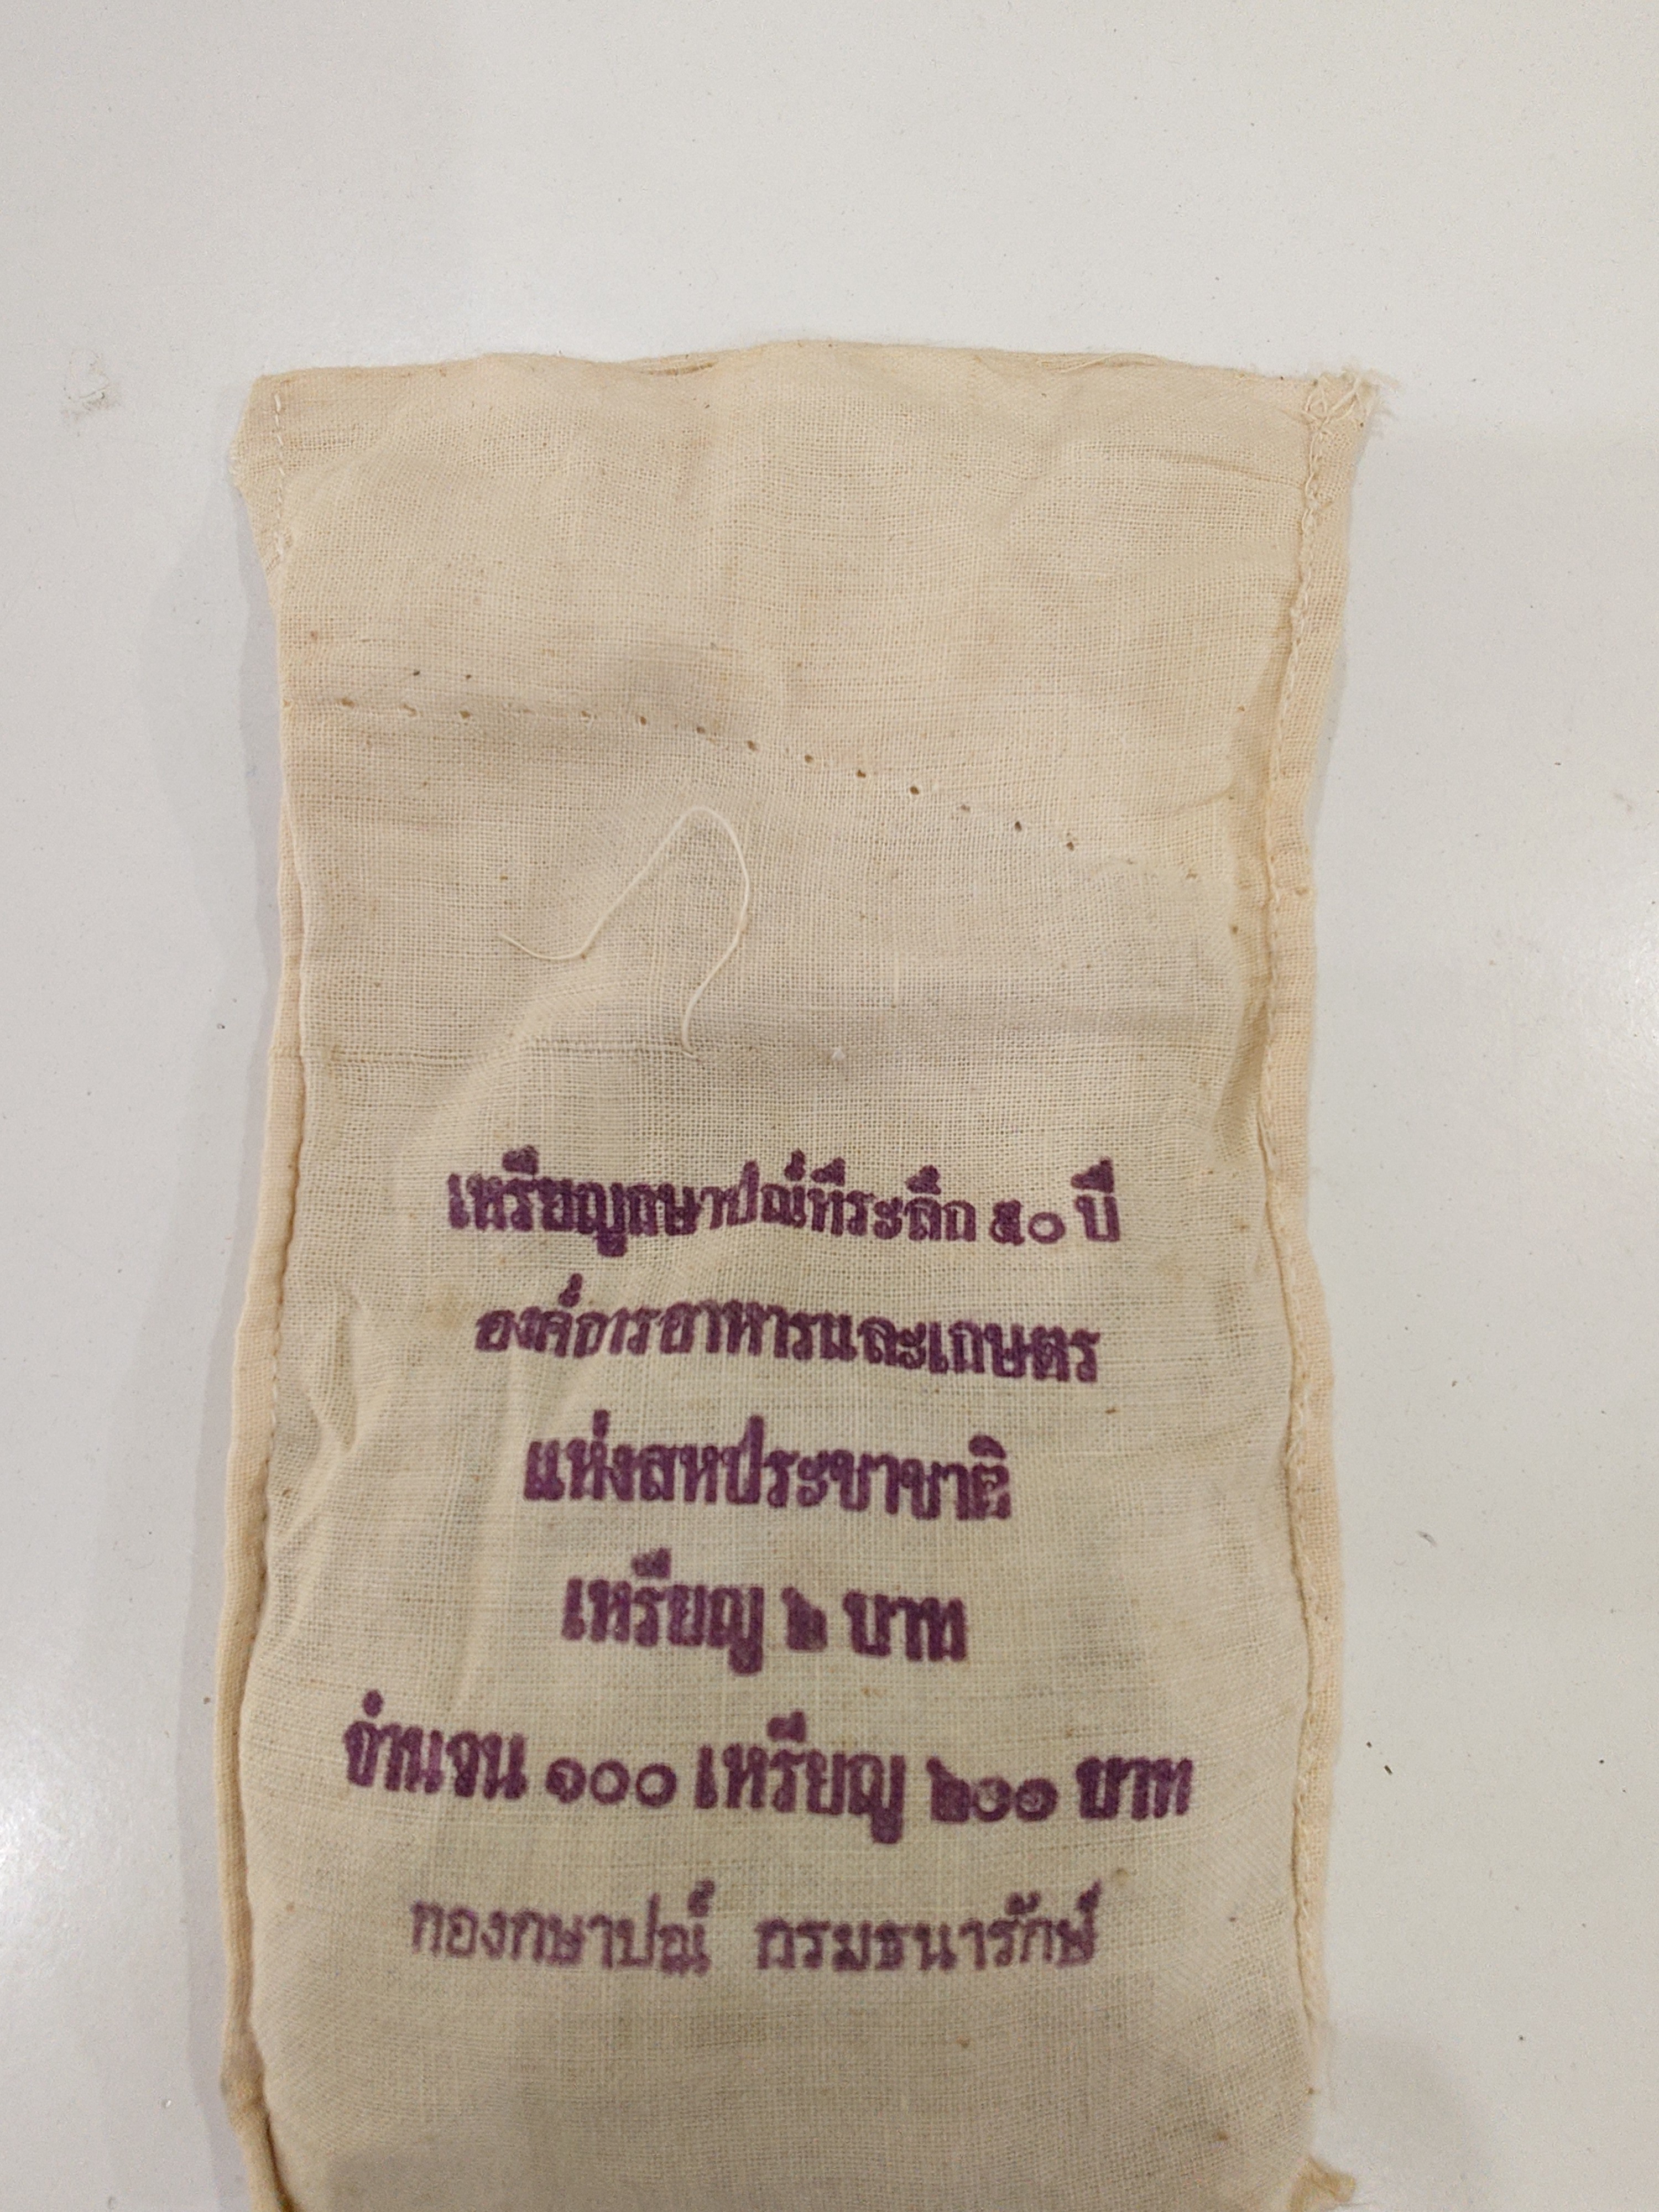 เหรียญกษาปณ์ที่ระลึก ๕๐ ปี
องค์การอาหารและเกษตร
แห่งสหประชาชาติ
เหรียญ ๒ บาท
จำนวน ๑๐๐ เหรียญ ๒๐๐ บาท
กองกษาปณ์ กรมธนารักษ์